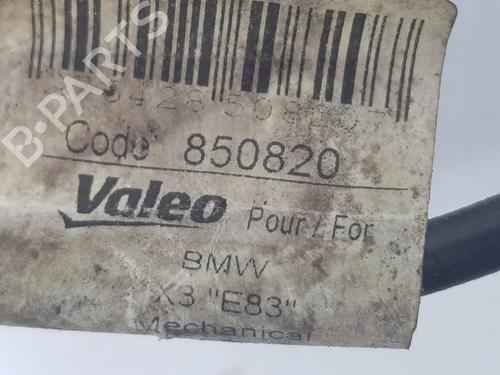 B-PARTS
Code 850820
Valeo Pour / For
BMW
X3 "E83"
Mechanical